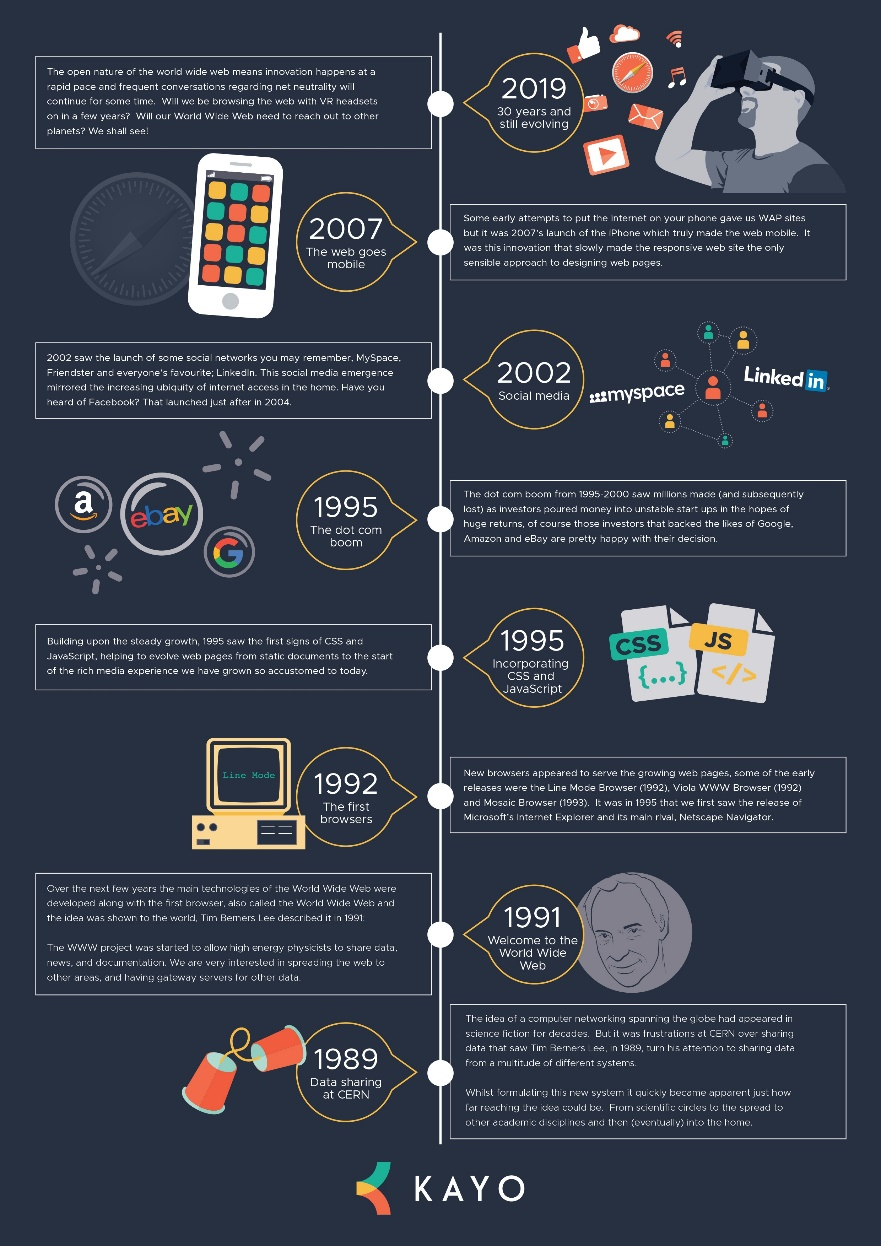 The open nature of the world wide web means innovation happens at a
rapid pace and frequent conversations regarding net neutrality will
continue for some time. Will we be browsing the web with VR headsets
on in a few years? Will our World Wide Web need to reach out to other
planets? We shall see!
2019
30 years and
still evolving
2007
The web goes
mobile
Some early attempts to put the internet on your phone gave us WAP sites
but it was 2007's launch of the iPhone which truly made the web mobile. It
was this innovation that slowly made the responsive web site the only
sensible approach to designing web pages.
2002 saw the launch of some social networks you may remember, MySpace,
Friendster and everyone's favourite; LinkedIn. This social media emergence
mirrored the increasing ubiquity of internet access in the home. Have you
heard of Facebook? That launched just after in 2004.
2002
Social media
myspace
Linked in
a
ebay
G
1995
The dot com
boom
The dot com boom from 1995-2000 saw millions made (and subsequently
lost) as investors poured money into unstable start ups in the hopes of
huge returns, of course those investors that backed the likes of Google,
Amazon and eBay are pretty happy with their decision.
Building upon the steady growth, 1995 saw the first signs of CSS and
JavaScript, helping to evolve web pages from static documents to the start
of the rich media experience we have grown so accustomed to today.
1995
Incorporating
CSS and
JavaScript
CSS
{...}
JS
</>
Line Mode
1992
The first
browsers
New browsers appeared to serve the growing web pages, some of the early
releases were the Line Mode Browser (1992), Viola WWW Browser (1992)
and Mosaic Browser (1993). It was in 1995 that we first saw the release of
Microsoft's Internet Explorer and its main rival, Netscape Navigator.
Over the next few years the main technologies of the World Wide Web were
developed along with the first browser, also called the World Wide Web and
the idea was shown to the world, Tim Berners Lee described it in 1991:
The WWW project was started to allow high energy physicists to share data,
news, and documentation. We are very interested in spreading the web to
other areas, and having gateway servers for other data.
1991
Welcome to the
World Wide
Web
1989
Data sharing
at CERN
The idea of a computer networking spanning the globe had appeared in
science fiction for decades. But it was frustrations at CERN over sharing
data that saw Tim Berners Lee, in 1989, turn his attention to sharing data
from a multitude of different systems.
Whilst formulating this new system it quickly became apparent just how
far reaching the idea could be. From scientific circles to the spread to
other academic disciplines and then (eventually) into the home.
KAYO